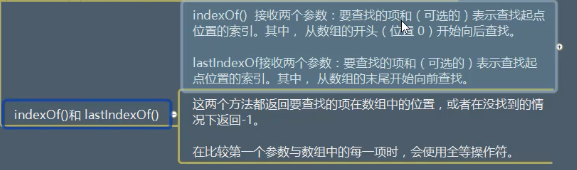 indexOf() 接收两个参数：要查找的项和（可选的）表示查找起点
位置的索引。其中， 从数组的开头（位置 0）开始向后查找。
lastIndexOf接收两个参数：要查找的项和（可选的）表示查找起
点位置的索引。其中， 从数组的末尾开始向前查找。
indexOf()和 lastIndexOf()
这两个方法都返回要查找的项在数组中的位置，或者在没找到的情
况下返回-1。
在比较第一个参数与数组中的每一项时，会使用全等操作符。